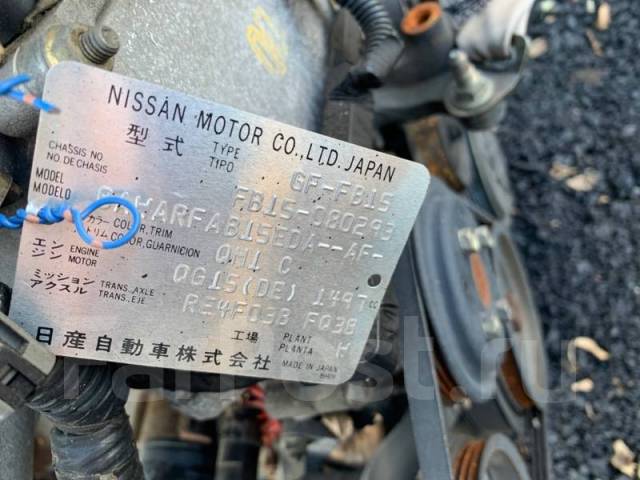 NISSAN MOTOR CO.,LTD. JAPAN
型式 TYPE TIPO GF-FB15
CHASSIS NO NO DE CHASIS FB15-080293
MODEL MODELO
カラー COLOR,TRIM
トリム COLOR,GUARNICION QH1 C
エンジン ENGINE MOTOR QG15(DE) 1497 cc
ミッション アクスル TRANS.,AXLE TRANS.,EJE RE4F03B FQ38
工場 PLANT PLANTA H
日産自動車株式会社 MADE IN JAPAN